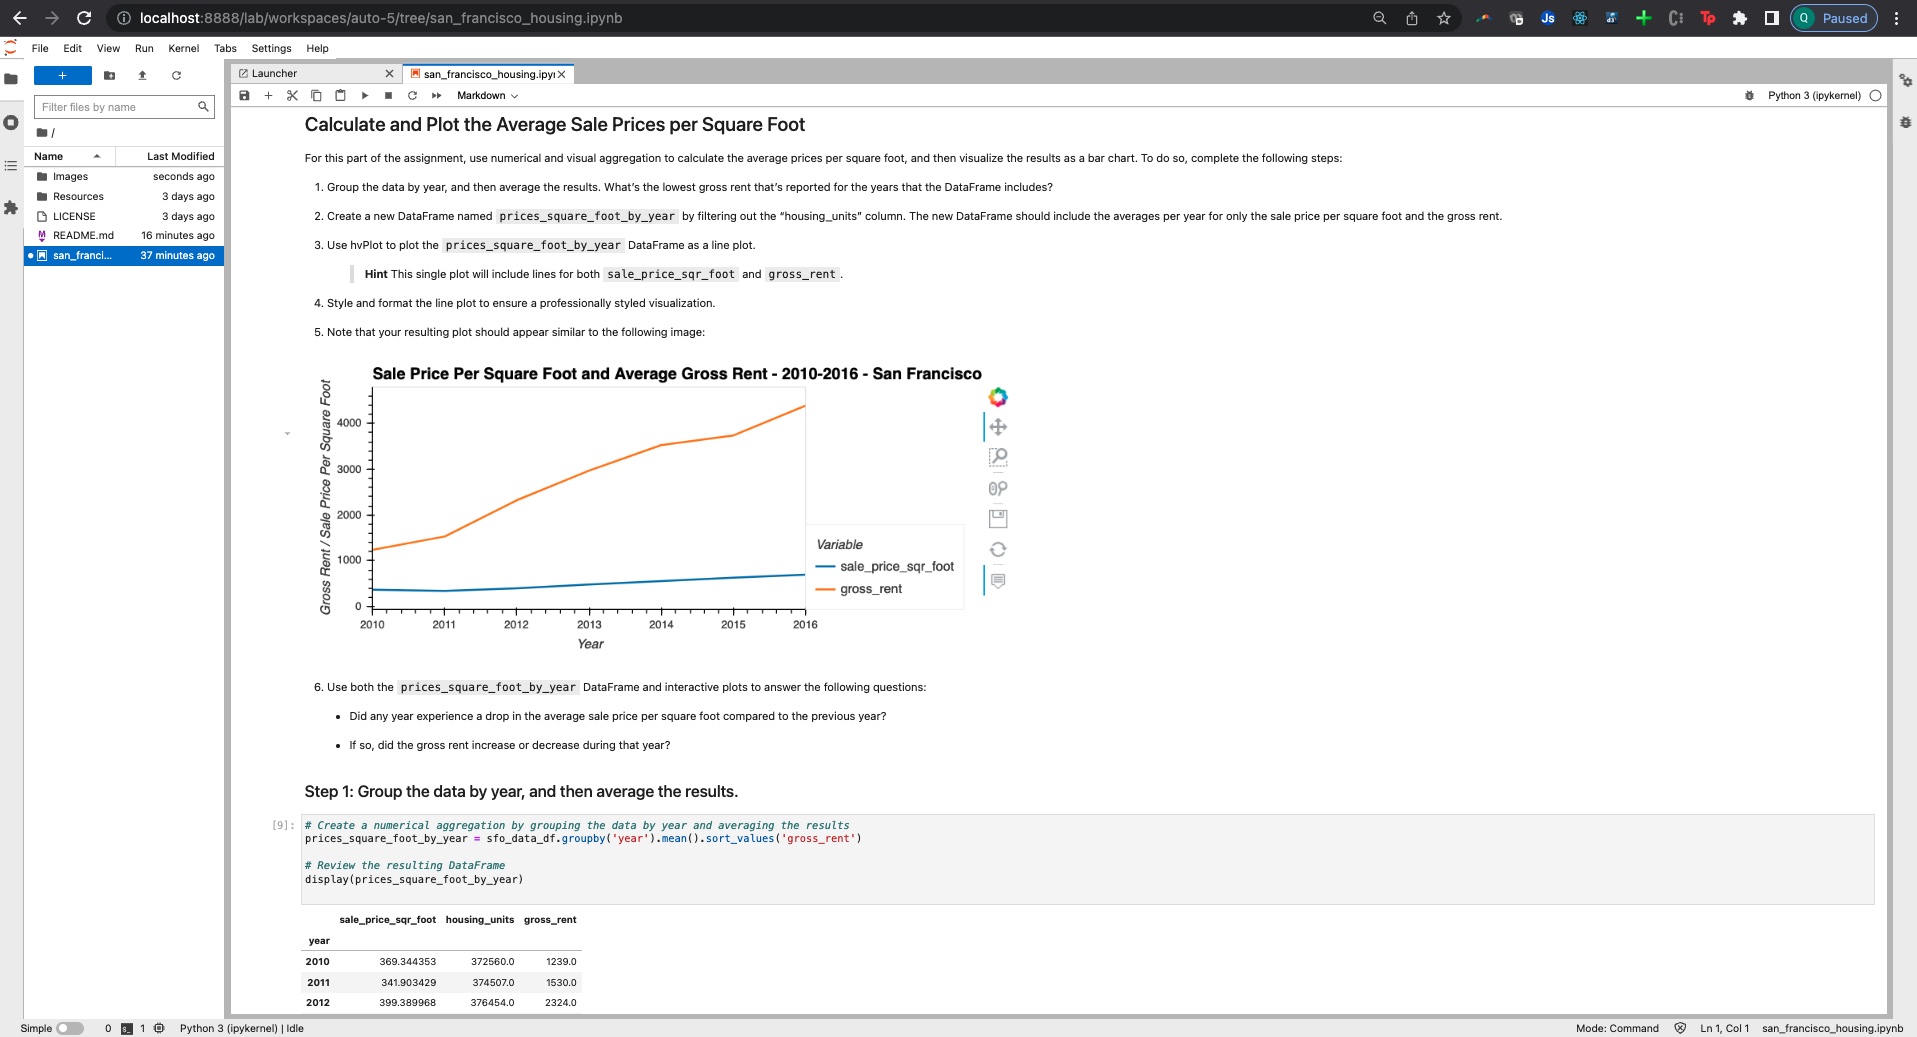 localhost:8888/lab/workspaces/auto-5/tree/san_francisco_housing.ipynb
Js
Tp
Q Paused
File Edit View Run Kernel Tabs Settings Help
+
Filter files by name
/
Name Last Modified
Images seconds ago
Resources 3 days ago
LICENSE 3 days ago
README.md 16 minutes ago
san_franci... 37 minutes ago
Launcher
san_francisco_housing.ipy
Markdown
Python 3 (ipykernel)
Calculate and Plot the Average Sale Prices per Square Foot
For this part of the assignment, use numerical and visual aggregation to calculate the average prices per square foot, and then visualize the results as a bar chart. To do so, complete the following steps:
1. Group the data by year, and then average the results. What's the lowest gross rent that's reported for the years that the DataFrame includes?
2. Create a new DataFrame named prices_square_foot_by_year by filtering out the “housing_units” column. The new DataFrame should include the averages per year for only the sale price per square foot and the gross rent.
3. Use hvPlot to plot the prices_square_foot_by_year DataFrame as a line plot.
Hint This single plot will include lines for both sale_price_sqr_foot and gross_rent .
4. Style and format the line plot to ensure a professionally styled visualization.
5. Note that your resulting plot should appear similar to the following image:
Sale Price Per Square Foot and Average Gross Rent - 2010-2016 - San Francisco
Gross Rent / Sale Price Per Square Foot
4000
3000
2000
1000
0
Variable
sale_price_sqr_foot
gross_rent
2010 2011 2012 2013 2014 2015 2016
Year
6. Use both the prices_square_foot_by_year DataFrame and interactive plots to answer the following questions:
• Did any year experience a drop in the average sale price per square foot compared to the previous year?
• If so, did the gross rent increase or decrease during that year?
Step 1: Group the data by year, and then average the results.
[9]: # Create a numerical aggregation by grouping the data by year and averaging the results
prices_square_foot_by_year = sfo_data_df.groupby('year').mean().sort_values('gross_rent')
# Review the resulting DataFrame
display(prices_square_foot_by_year)
sale_price_sqr_foot housing_units gross_rent
year
2010 369.344353 372560.0 1239.0
2011 341.903429 374507.0 1530.0
2012 399.389968 376454.0 2324.0
Simple 0 1 Python 3 (ipykernel) | Idle
Mode: Command Ln 1, Col 1 san_francisco_housing.ipynb